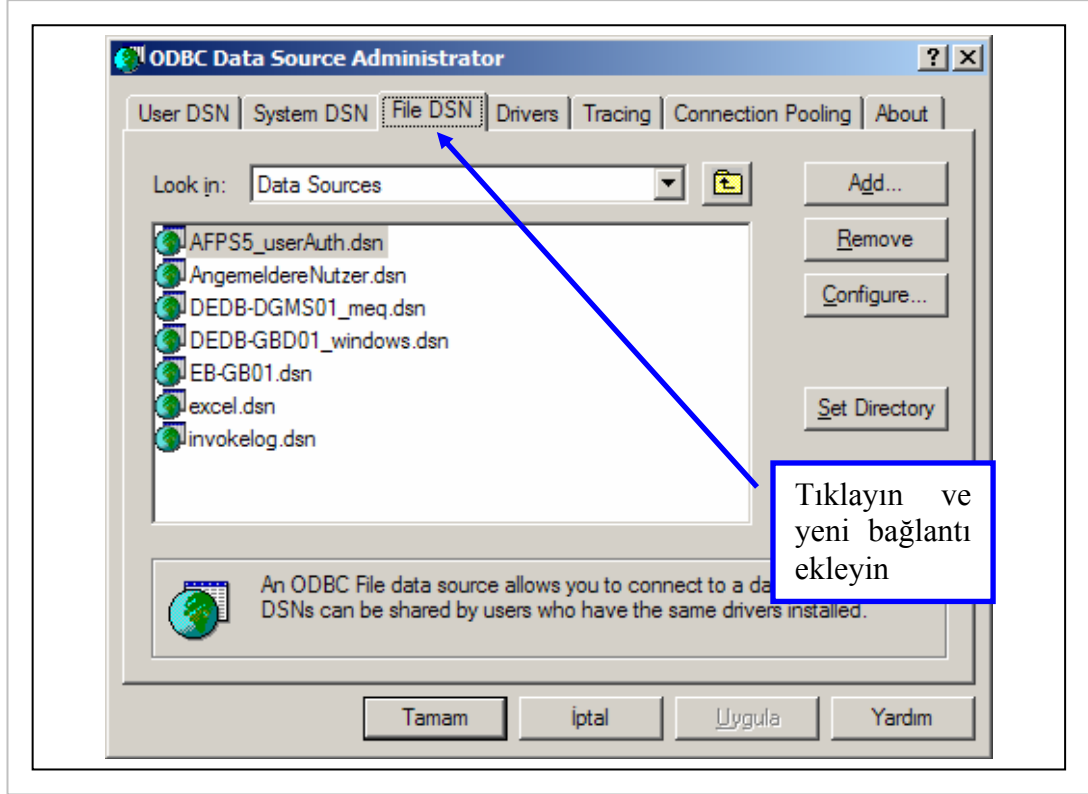 ODBC Data Source Administrator
User DSN System DSN File DSN Drivers Tracing Connection Pooling About
Look in: Data Sources
Add...
AFPS5_userAuth.dsn
Remove
AngemeldereNutzer.dsn
Configure...
DEDB-DGMS01_meq.dsn
DEDB-GBD01_windows.dsn
EB-GB01.dsn
excel.dsn
Set Directory
invokelog.dsn
Tıklayın ve
yeni bağlantı
ekleyin
An ODBC File data source allows you to connect to a
DSNs can be shared by users who have the same drivers installed.
Tamam İptal Uygula Yardım